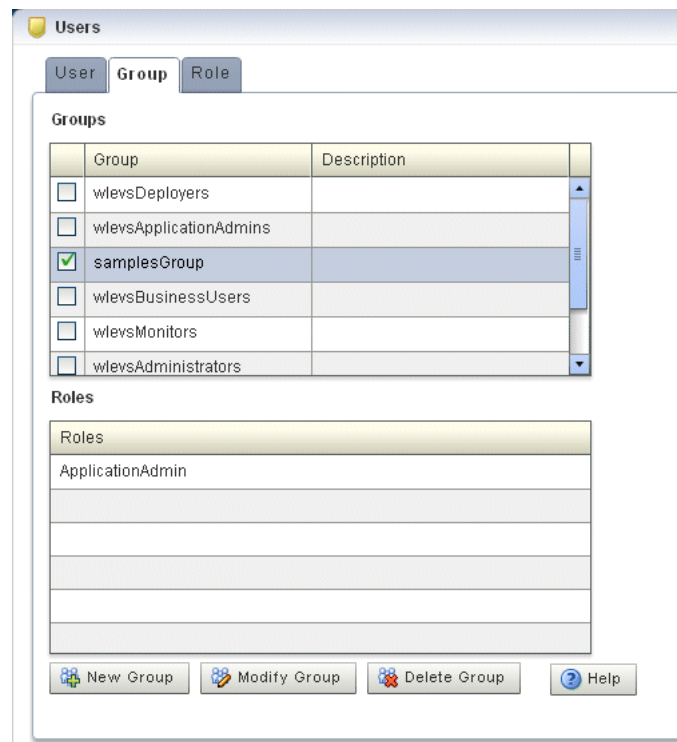 Users
User Group Role
Groups
Group Description
wlevsDeployers
wlevsApplicationAdmins
samplesGroup
wlevsBusinessUsers
wlevsMonitors
wlevsAdministrators
Roles
Roles
ApplicationAdmin
New Group Modify Group Delete Group Help